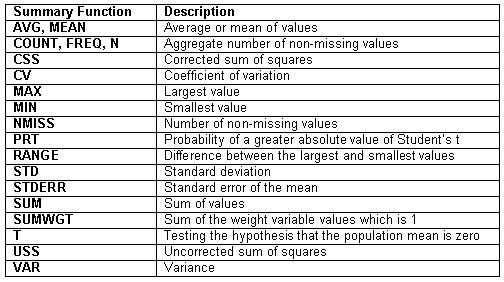 Summary Function Description
AVG, MEAN Average or mean of values
COUNT, FREQ, N Aggregate number of non-missing values
CSS Corrected sum of squares
CV Coefficient of variation
MAX Largest value
MIN Smallest value
NMISS Number of non-missing values
PRT Probability of a greater absolute value of Student's t
RANGE Difference between the largest and smallest values
STD Standard deviation
STDERR Standard error of the mean
SUM Sum of values
SUMWGT Sum of the weight variable values which is 1
T Testing the hypothesis that the population mean is zero
USS Uncorrected sum of squares
VAR Variance